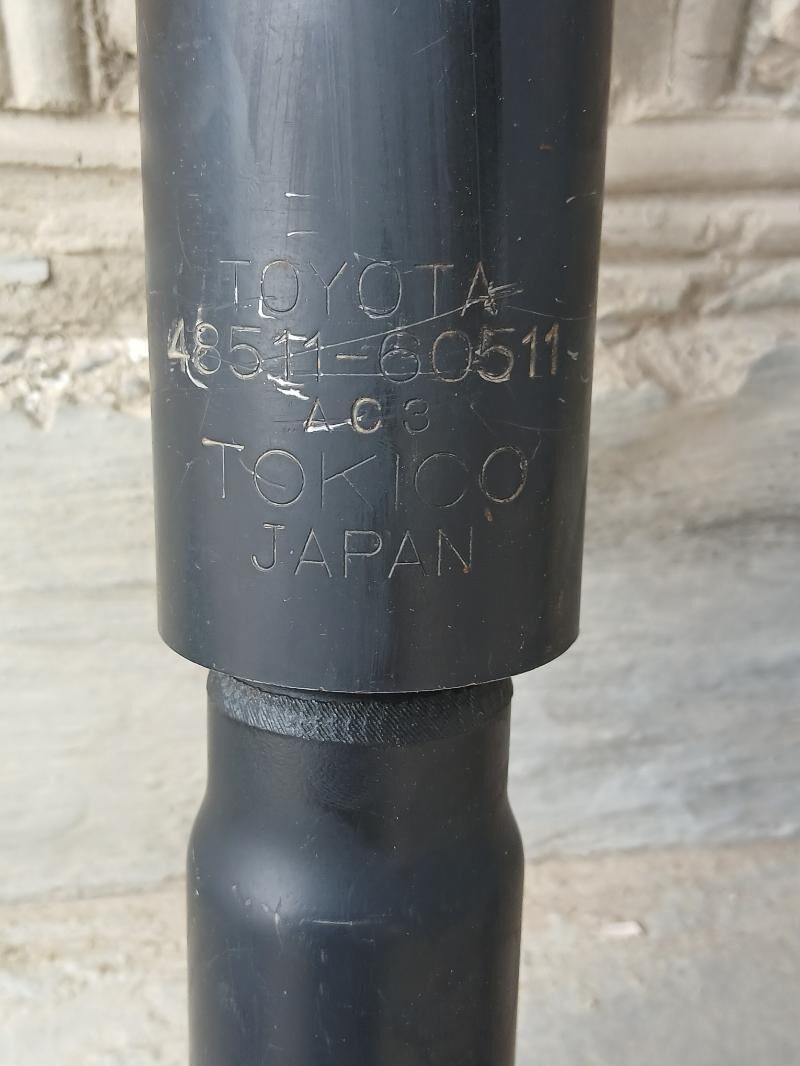 TOYOTA
48511-60511
AC3
TOKICO
JAPAN